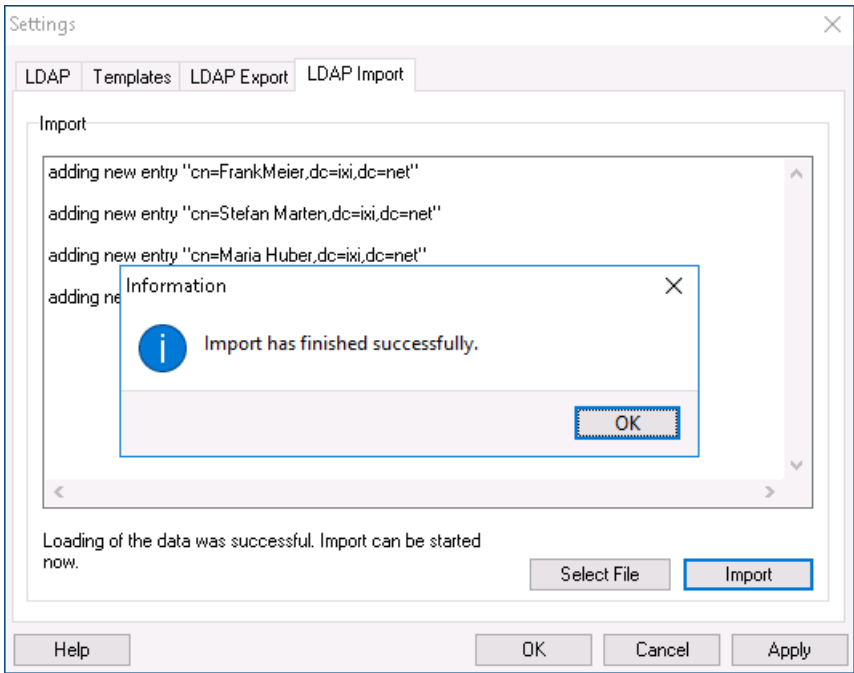 Settings
LDAP Templates LDAP Export LDAP Import
Import
adding new entry "cn=FrankMeier,dc=ixi,dc=net"
adding new entry "cn=Stefan Marten,dc=ixi,dc=net"
adding new entry "cn=Maria Huber,dc=ixi,dc=net"
adding ne
Information
Import has finished successfully.
OK
Loading of the data was successful. Import can be started
now.
Select File Import
Help OK Cancel Apply